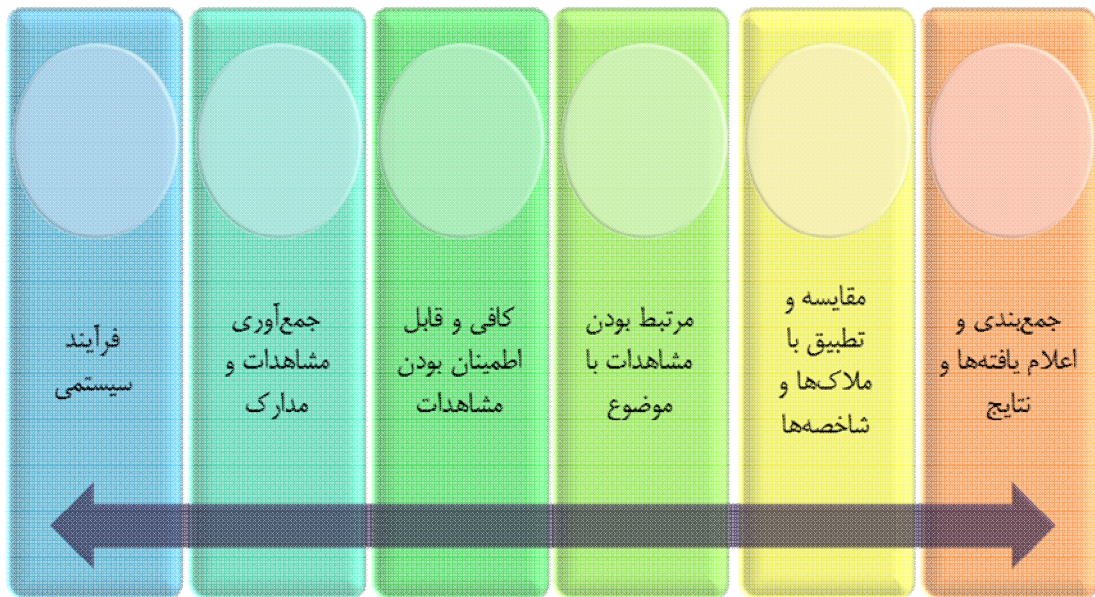 جمع‌بندی و
اعلام یافته‌ها و
نتایج
مقایسه و
تطبیق با
ملاک‌ها و
شاخصه‌ها
مرتبط بودن
مشاهدات با
موضوع
کافی و قابل
اطمینان بودن
مشاهدات
جمع‌آوری
مشاهدات و
مدارک
فرآیند
سیستمی